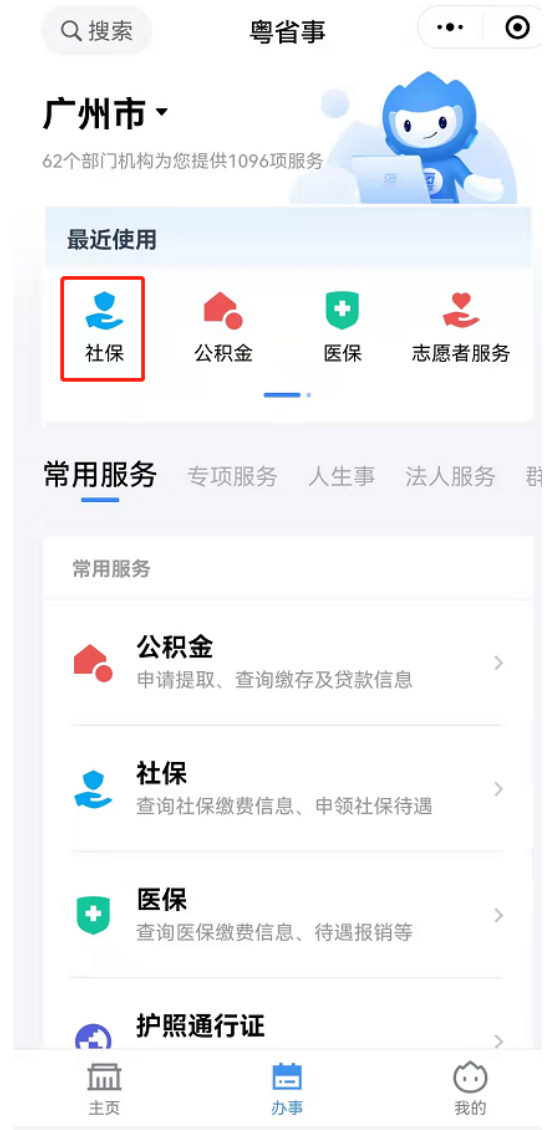 搜索
粤省事
广州市
62个部门机构为您提供1096项服务
最近使用
社保 公积金 医保 志愿者服务
常用服务 专项服务 人生事 法人服务 群
常用服务
公积金
申请提取、查询缴存及贷款信息
社保
查询社保缴费信息、申领社保待遇
医保
查询医保缴费信息、待遇报销等
护照通行证
主页 办事 我的